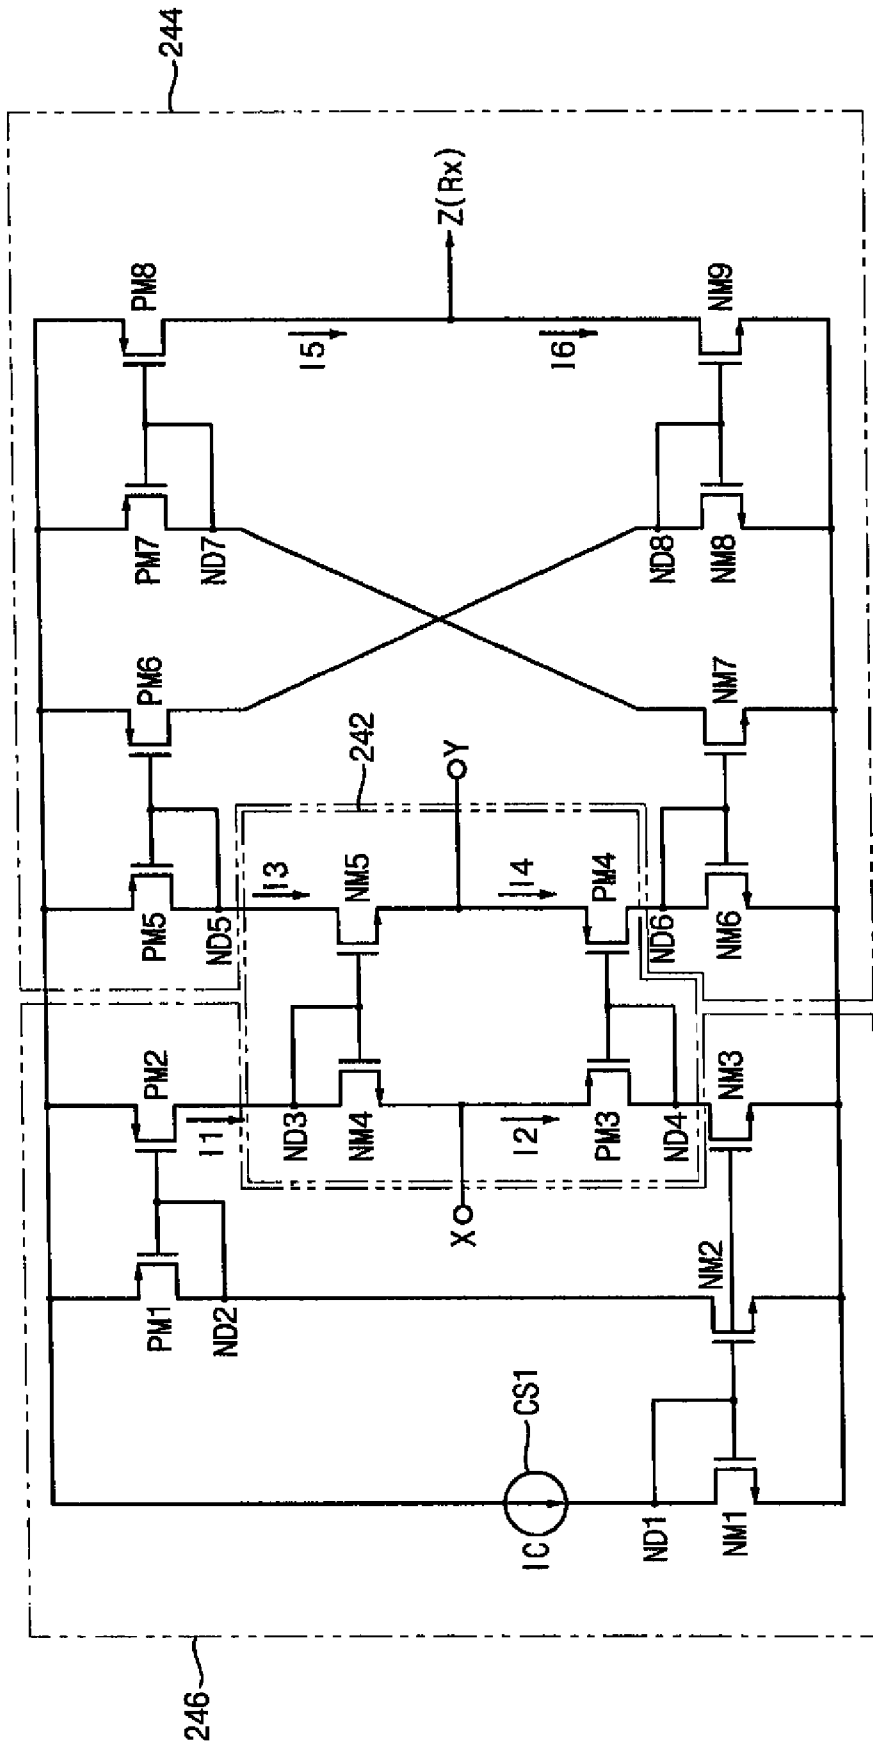 244
246
242
PM1
PM2
PM5
PM6
PM7
PM8
ND2
I1
ND5
I3
ND7
I5
ND3
NM4
NM5
X
Y
Z(Rx)
CS1
IC
I2
I4
I6
PM3
PM4
ND1
ND4
ND6
ND8
NM1
NM2
NM3
NM6
NM7
NM8
NM9